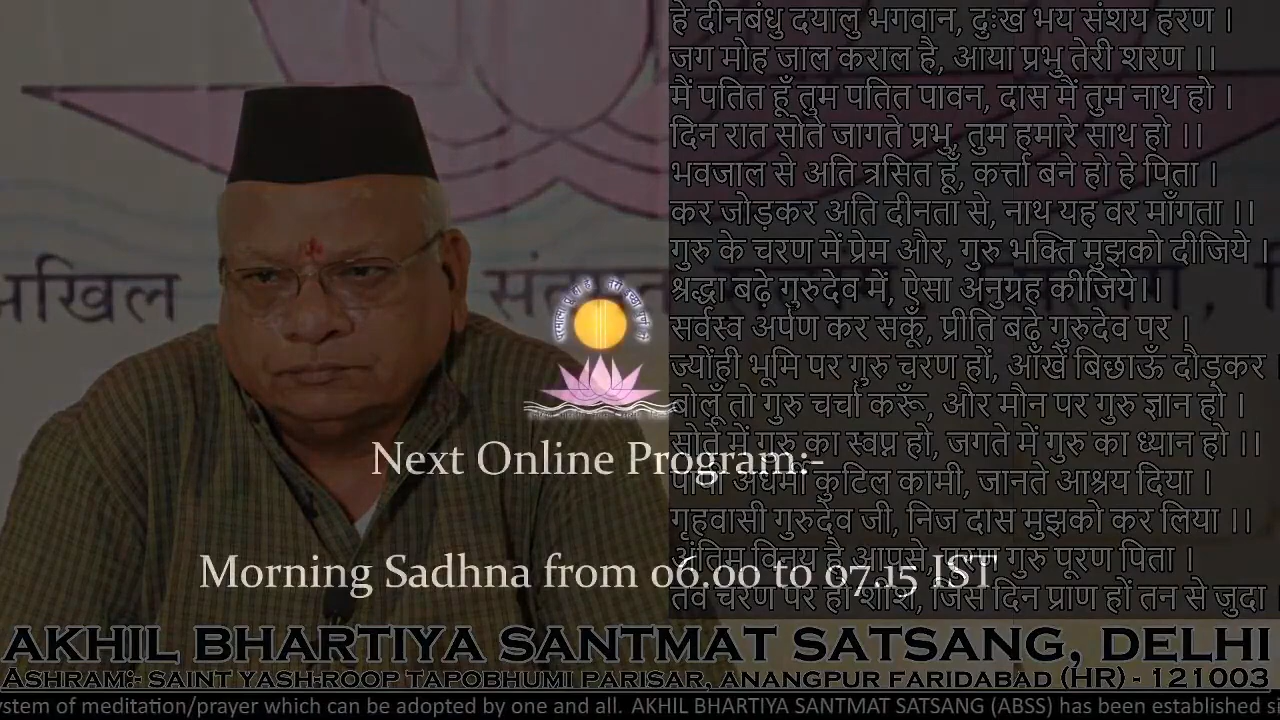 हे दीनबंधु दयालु भगवान, दुःख भय संशय हरण ।
जग मोह जाल कराल है, आया प्रभु तेरी शरण ।।
मैं पतित हूँ तुम पतित पावन, दास मैं तुम नाथ हो ।
दिन रात सोते जागते प्रभु, तुम हमारे साथ हो ।।
भवजाल से अति त्रसित हूँ, कर्त्ता बने हो हे पिता ।
कर जोड़कर अति दीनता से, नाथ यह वर माँगता ।।
गुरु के चरण में प्रेम और, गुरु भक्ति मुझको दीजिये ।
श्रद्धा बढ़े गुरुदेव में, ऐसा अनुग्रह कीजिये।।
सर्वस्व अर्पण कर सकूँ, प्रीति बढ़े गुरुदेव पर ।
ज्योंही भूमि पर गुरु चरण हों, आँखें बिछाऊँ दौड़कर
बोलूँ तो गुरु चर्चा करूँ, और मौन पर गुरु ज्ञान हो ।
सोते में गुरु का स्वप्न हो, जगते में गुरु का ध्यान हो ।।
पापी अधमी कुटिल कामी, जानते आश्रय दिया ।
गृहवासी गुरुदेव जी, निज दास मुझको कर लिया ।।
अंतिम विनय है आपसे, गुरु पूरण पिता ।
तव चरण पर हो शीश, जिस दिन प्राण हों तन से जुदा
अखिल
Next Online Program:-
Morning Sadhna from 06.00 to 07.15 IST
AKHIL BHARTIYA SANTMAT SATSANG, DELHI
ASHRAM:- SAINT YASH-ROOP TAPOBHUMI PARISAR, ANANGPUR FARIDABAD (HR) - 121003
ystem of meditation/prayer which can be adopted by one and all. AKHIL BHARTIYA SANTMAT SATSANG (ABSS) has been established